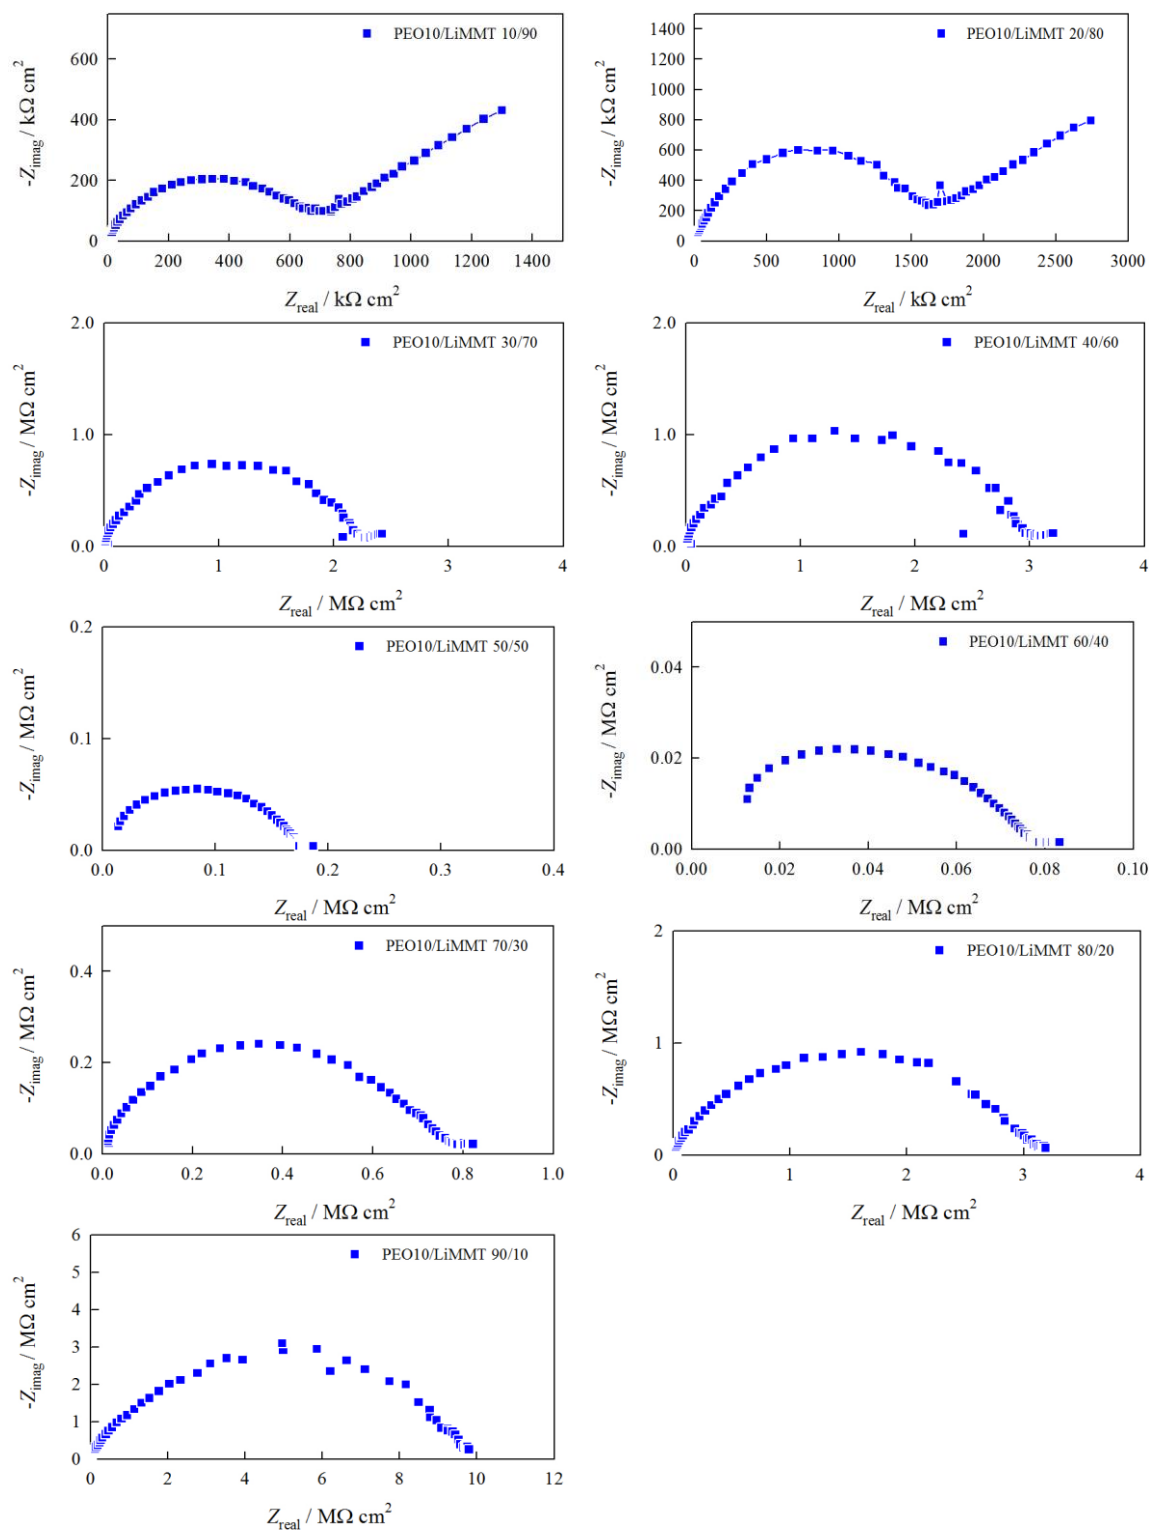 PEO10/LiMMT 10/90
-Zimag / kΩ cm2
600
400
200
0
0 200 400 600 800 1000 1200 1400
Zreal / kΩ cm2
PEO10/LiMMT 20/80
-Zimag / kΩ cm2
1400
1200
1000
800
600
400
200
0
0 500 1000 1500 2000 2500 3000
Zreal / kΩ cm2
PEO10/LiMMT 30/70
-Zimag / MΩ cm2
2.0
1.0
0.0
0 1 2 3 4
Zreal / MΩ cm2
PEO10/LiMMT 40/60
-Zimag / MΩ cm2
2.0
1.0
0.0
0 1 2 3 4
Zreal / MΩ cm2
PEO10/LiMMT 50/50
-Zimag / MΩ cm2
0.2
0.1
0.0
0.0 0.1 0.2 0.3 0.4
Zreal / MΩ cm2
PEO10/LiMMT 60/40
-Zimag / MΩ cm2
0.04
0.02
0.00
0.00 0.02 0.04 0.06 0.08 0.10
Zreal / MΩ cm2
PEO10/LiMMT 70/30
-Zimag / MΩ cm2
0.4
0.2
0.0
0.0 0.2 0.4 0.6 0.8 1.0
Zreal / MΩ cm2
PEO10/LiMMT 80/20
-Zimag / MΩ cm2
2
1
0
0 1 2 3 4
Zreal / MΩ cm2
PEO10/LiMMT 90/10
-Zimag / MΩ cm2
6
5
4
3
2
1
0
0 2 4 6 8 10 12
Zreal / MΩ cm2